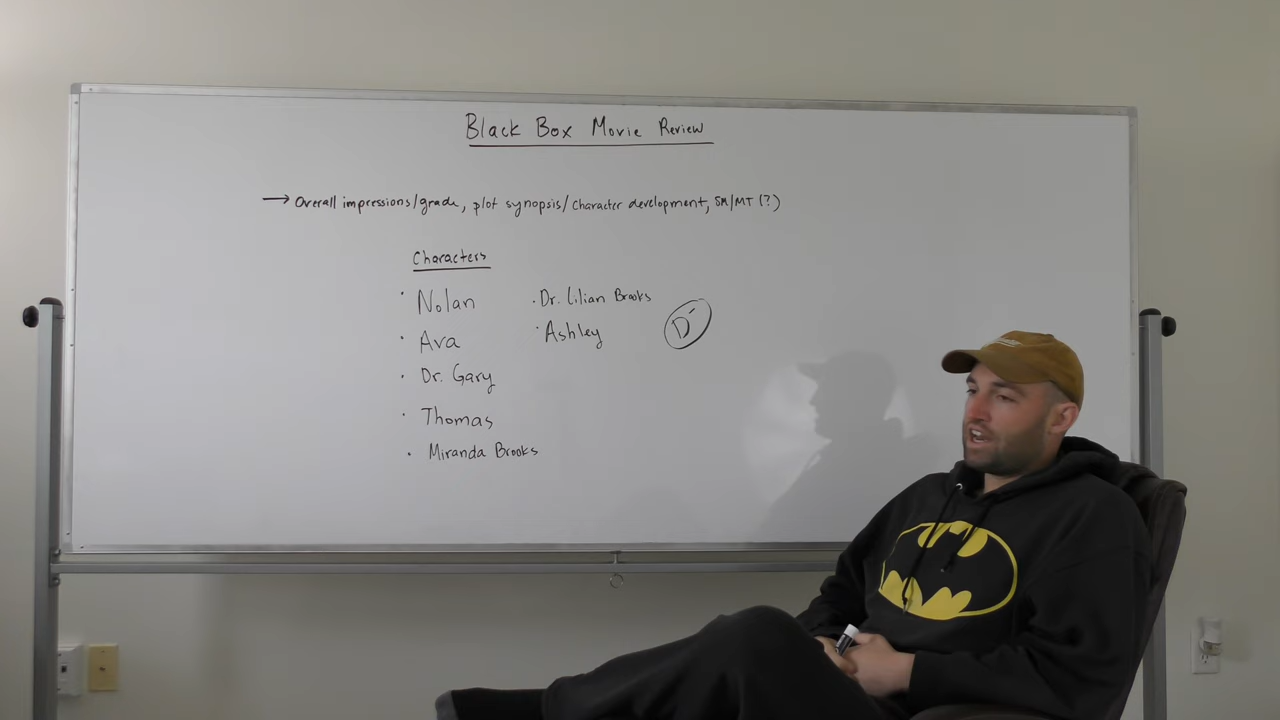 Black Box Movie Review
→ Overall impressions/grade, plot synopsis/character development, SM/MT (?)
Characters
· Nolan
· Ava
· Dr. Gary
· Thomas
· Miranda Brooks
· Dr. Lilian Brooks
· Ashley
D-